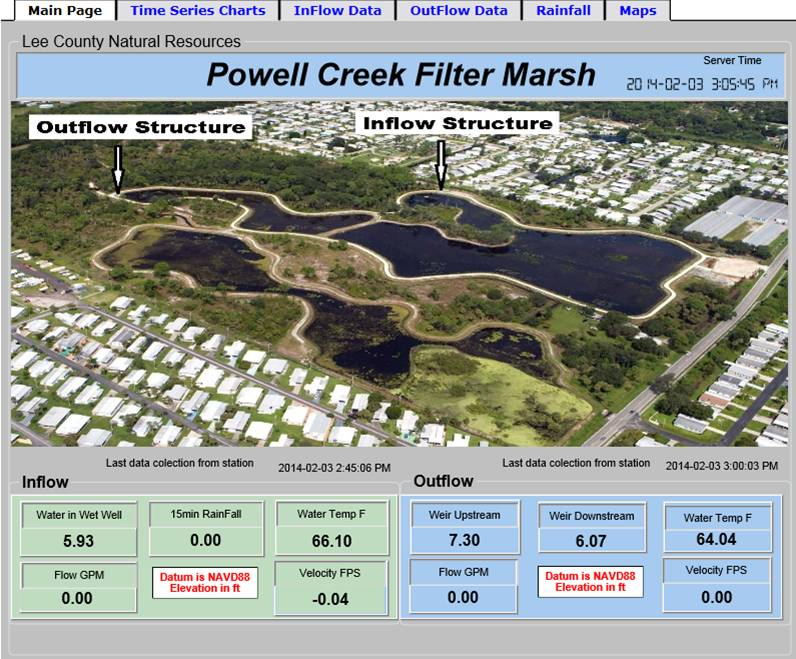 Main Page Time Series Charts InFlow Data OutFlow Data Rainfall Maps
Lee County Natural Resources
Powell Creek Filter Marsh
Server Time
2014-02-03 3:05:45 PM
Outflow Structure
Inflow Structure
Last data colection from station 2014-02-03 2:45:06 PM
Inflow
Water in Wet Well
5.93
15min RainFall
0.00
Water Temp F
66.10
Flow GPM
0.00
Datum is NAVD88
Elevation in ft
Velocity FPS
-0.04
Last data colection from station 2014-02-03 3:00:03 PM
Outflow
Weir Upstream
7.30
Weir Downstream
6.07
Water Temp F
64.04
Flow GPM
0.00
Datum is NAVD88
Elevation in ft
Velocity FPS
0.00